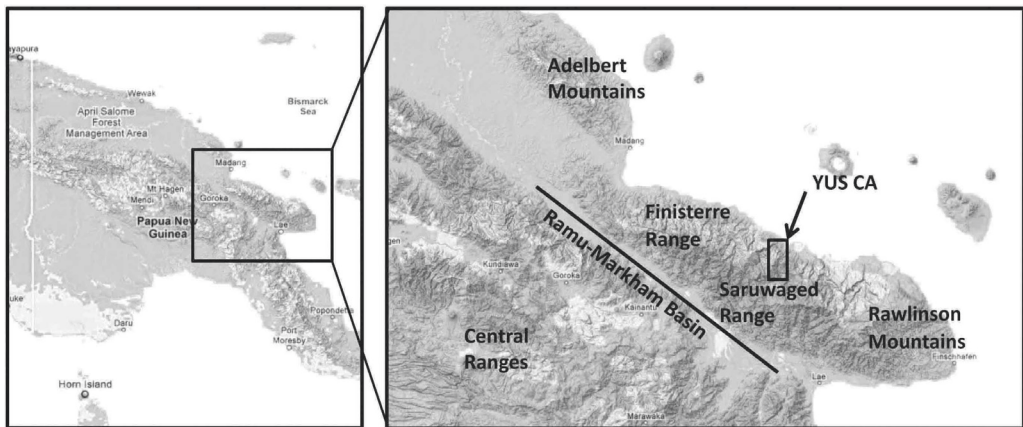 ayapura
Wewak
April Salome
Forest
Management Area
Bismarck
Sea
Madang
Mt Hagen
Goroka
Mendi
Papua New
Guinea
Lae
uke
Daru
Popondetta
Port
Moresby
Horn Island
Adelbert
Mountains
Madang
YUS CA
Finisterre
Range
Ramu-Markham Basin
Kundiawa
Goroka
Kainantu
Saruwaged
Range
Central
Ranges
Rawlinson
Mountains
Finschhafen
Lae
Marawaka